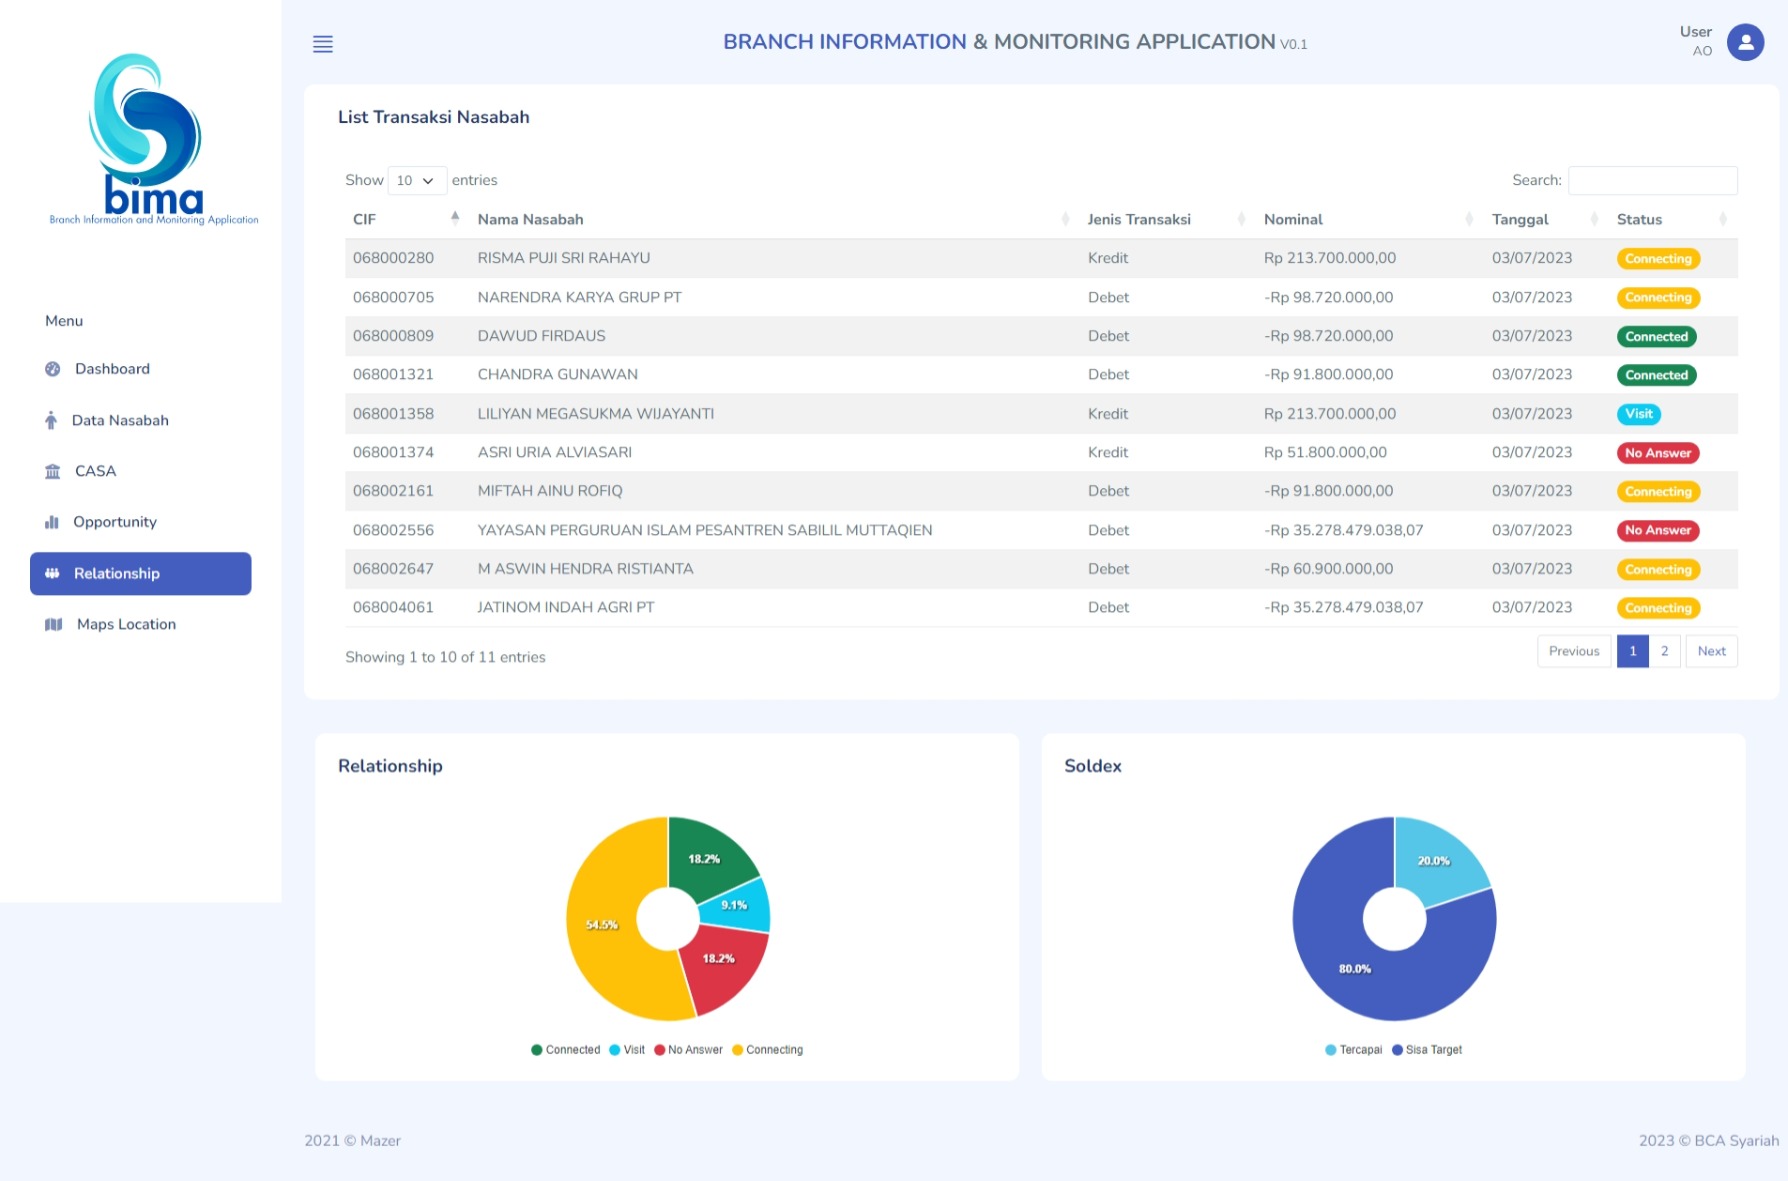 bima
Branch Information and Monitoring Application
Menu
Dashboard
Data Nasabah
CASA
Opportunity
Relationship
Maps Location
BRANCH INFORMATION & MONITORING APPLICATION V0.1
User
AO
List Transaksi Nasabah
Show 10 entries Search:
CIF Nama Nasabah Jenis Transaksi Nominal Tanggal Status
068000280 RISMA PUJI SRI RAHAYU Kredit Rp 213.700.000,00 03/07/2023 Connecting
068000705 NARENDRA KARYA GRUP PT Debet -Rp 98.720.000,00 03/07/2023 Connecting
068000809 DAWUD FIRDAUS Debet -Rp 98.720.000,00 03/07/2023 Connected
068001321 CHANDRA GUNAWAN Debet -Rp 91.800.000,00 03/07/2023 Connected
068001358 LILIYAN MEGASUKMA WIJAYANTI Kredit Rp 213.700.000,00 03/07/2023 Visit
068001374 ASRI URIA ALVIASARI Kredit Rp 51.800.000,00 03/07/2023 No Answer
068002161 MIFTAH AINU ROFIQ Debet -Rp 91.800.000,00 03/07/2023 Connecting
068002556 YAYASAN PERGURUAN ISLAM PESANTREN SABILIL MUTTAQIEN Debet -Rp 35.278.479.038,07 03/07/2023 No Answer
068002647 M ASWIN HENDRA RISTIANTA Debet -Rp 60.900.000,00 03/07/2023 Connecting
068004061 JATINOM INDAH AGRI PT Debet -Rp 35.278.479.038,07 03/07/2023 Connecting
Showing 1 to 10 of 11 entries Previous 1 2 Next
Relationship
18.2%
9.1%
54.5%
18.2%
Connected Visit No Answer Connecting
Soldex
20.0%
80.0%
Tercapai Sisa Target
2021 © Mazer
2023 © BCA Syariah